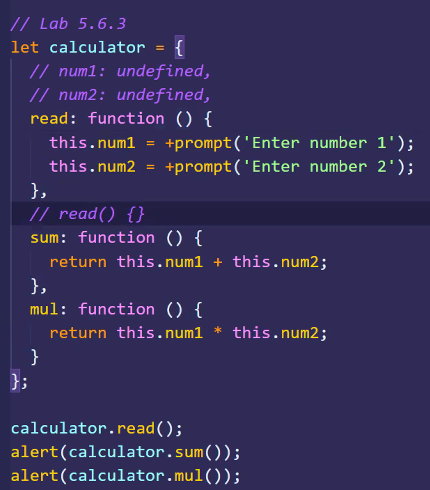 // Lab 5.6.3
let calculator = {
  // num1: undefined,
  // num2: undefined,
  read: function () {
    this.num1 = +prompt('Enter number 1');
    this.num2 = +prompt('Enter number 2');
  },
  // read() {}
  sum: function () {
    return this.num1 + this.num2;
  },
  mul: function () {
    return this.num1 * this.num2;
  }
};

calculator.read();
alert(calculator.sum());
alert(calculator.mul());